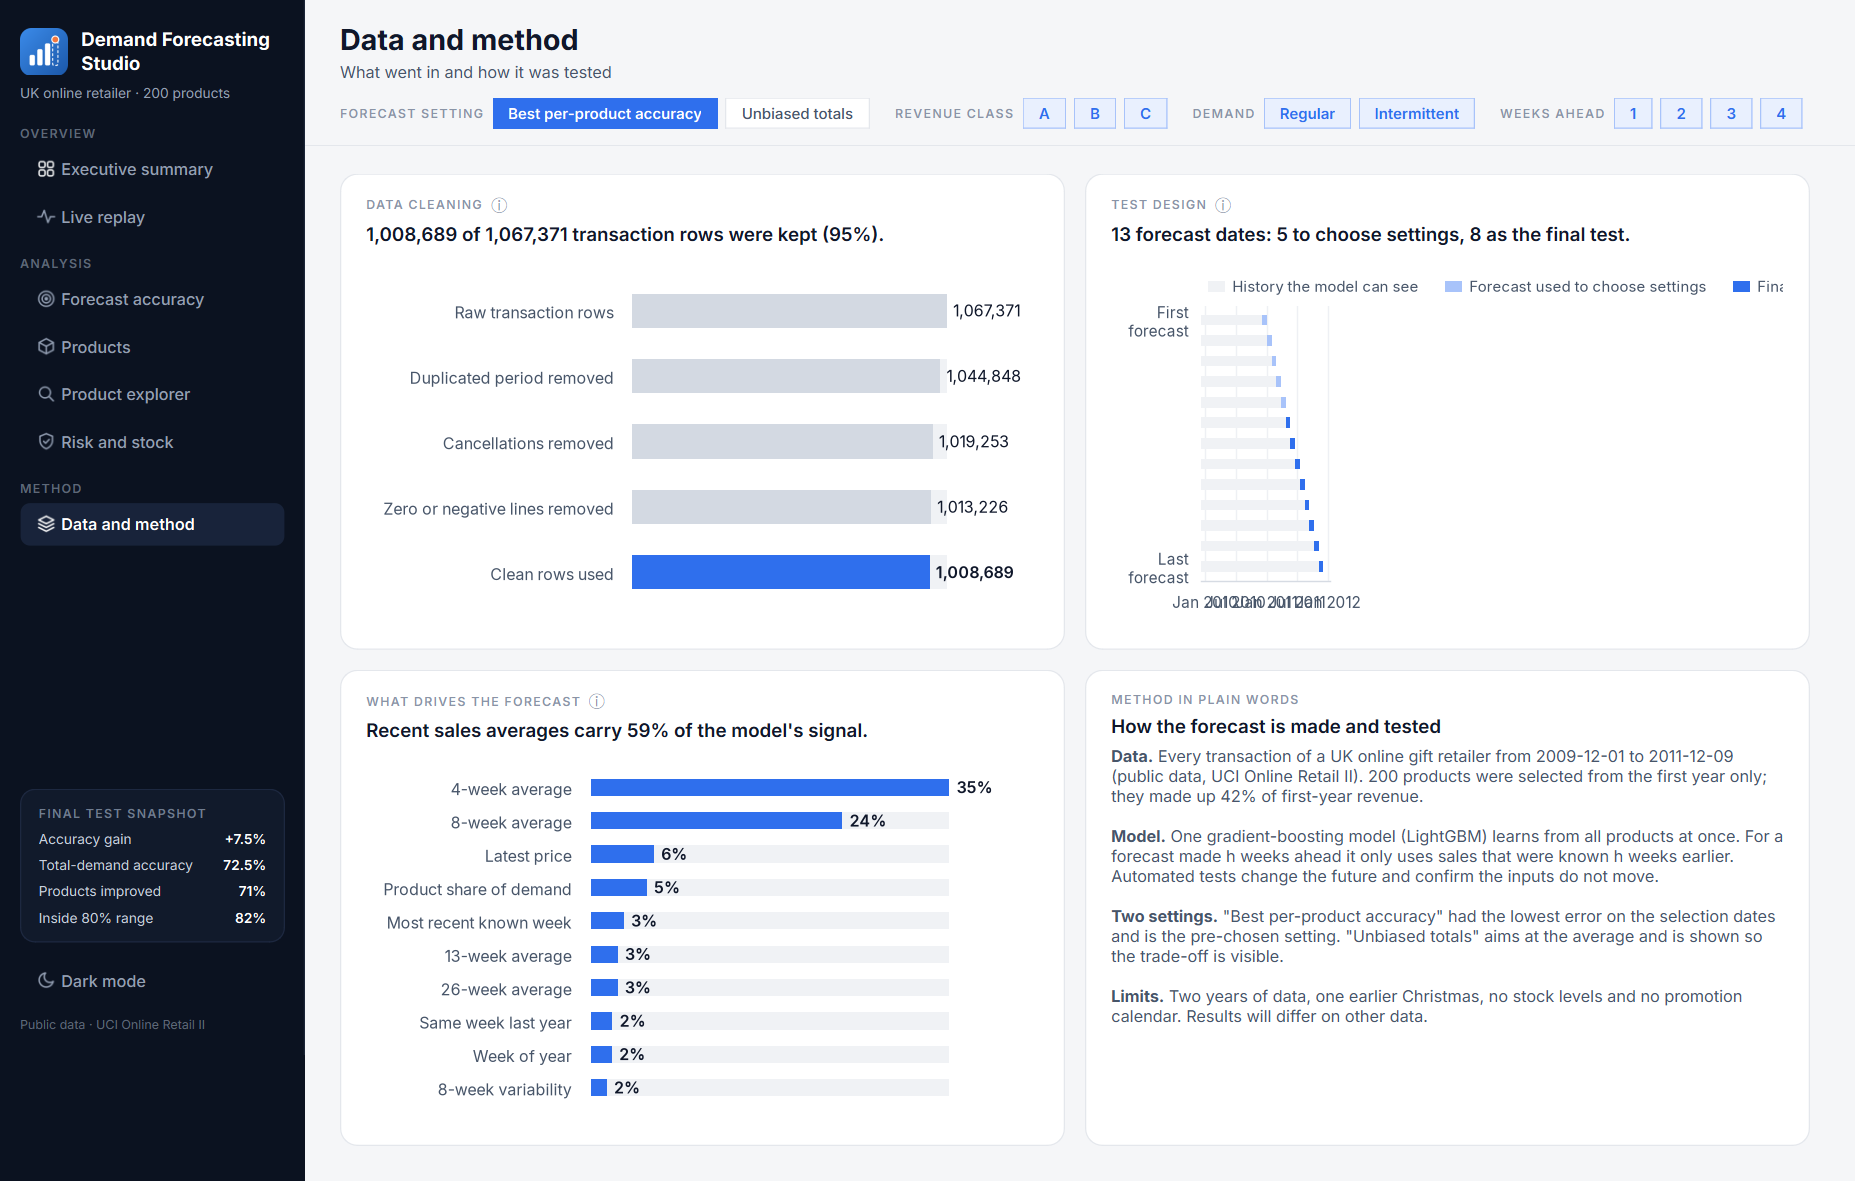 Demand Forecasting
Studio
UK online retailer · 200 products
OVERVIEW
Executive summary
Live replay
ANALYSIS
Forecast accuracy
Products
Product explorer
Risk and stock
METHOD
Data and method
FINAL TEST SNAPSHOT
Accuracy gain +7.5%
Total-demand accuracy 72.5%
Products improved 71%
Inside 80% range 82%
Dark mode
Public data · UCI Online Retail II
Data and method
What went in and how it was tested
FORECAST SETTING Best per-product accuracy Unbiased totals REVENUE CLASS A B C DEMAND Regular Intermittent WEEKS AHEAD 1 2 3 4
DATA CLEANING
1,008,689 of 1,067,371 transaction rows were kept (95%).
Raw transaction rows 1,067,371
Duplicated period removed 1,044,848
Cancellations removed 1,019,253
Zero or negative lines removed 1,013,226
Clean rows used 1,008,689
TEST DESIGN
13 forecast dates: 5 to choose settings, 8 as the final test.
History the model can see Forecast used to choose settings Fina
First
forecast
Last
forecast
Jan 2010 Jul 2010 Jan 2011 Jul 2011 Jan 2012
WHAT DRIVES THE FORECAST
Recent sales averages carry 59% of the model's signal.
4-week average 35%
8-week average 24%
Latest price 6%
Product share of demand 5%
Most recent known week 3%
13-week average 3%
26-week average 3%
Same week last year 2%
Week of year 2%
8-week variability 2%
METHOD IN PLAIN WORDS
How the forecast is made and tested
Data. Every transaction of a UK online gift retailer from 2009-12-01 to 2011-12-09
(public data, UCI Online Retail II). 200 products were selected from the first year only;
they made up 42% of first-year revenue.
Model. One gradient-boosting model (LightGBM) learns from all products at once. For a
forecast made h weeks ahead it only uses sales that were known h weeks earlier.
Automated tests change the future and confirm the inputs do not move.
Two settings. "Best per-product accuracy" had the lowest error on the selection dates
and is the pre-chosen setting. "Unbiased totals" aims at the average and is shown so
the trade-off is visible.
Limits. Two years of data, one earlier Christmas, no stock levels and no promotion
calendar. Results will differ on other data.